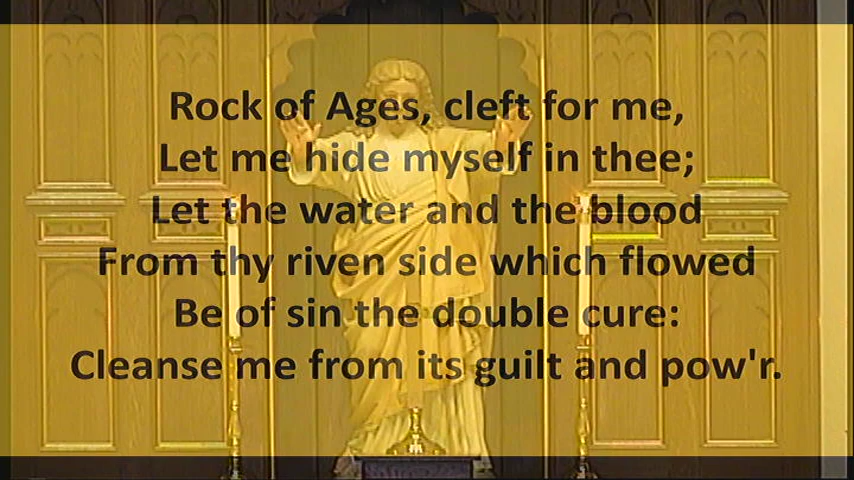 Rock of Ages, cleft for me,
Let me hide myself in thee;
Let the water and the blood
From thy riven side which flowed
Be of sin the double cure:
Cleanse me from its guilt and pow'r.